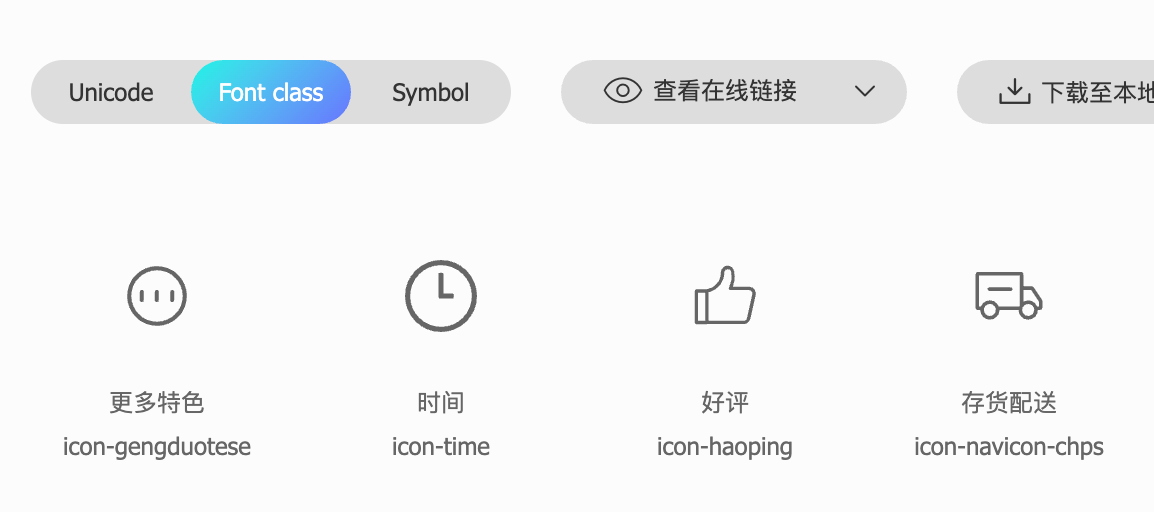 Unicode Font class Symbol 查看在线链接 下载至本地
更多特色 时间 好评 存货配送
icon-gengduotese icon-time icon-haoping icon-navicon-chps